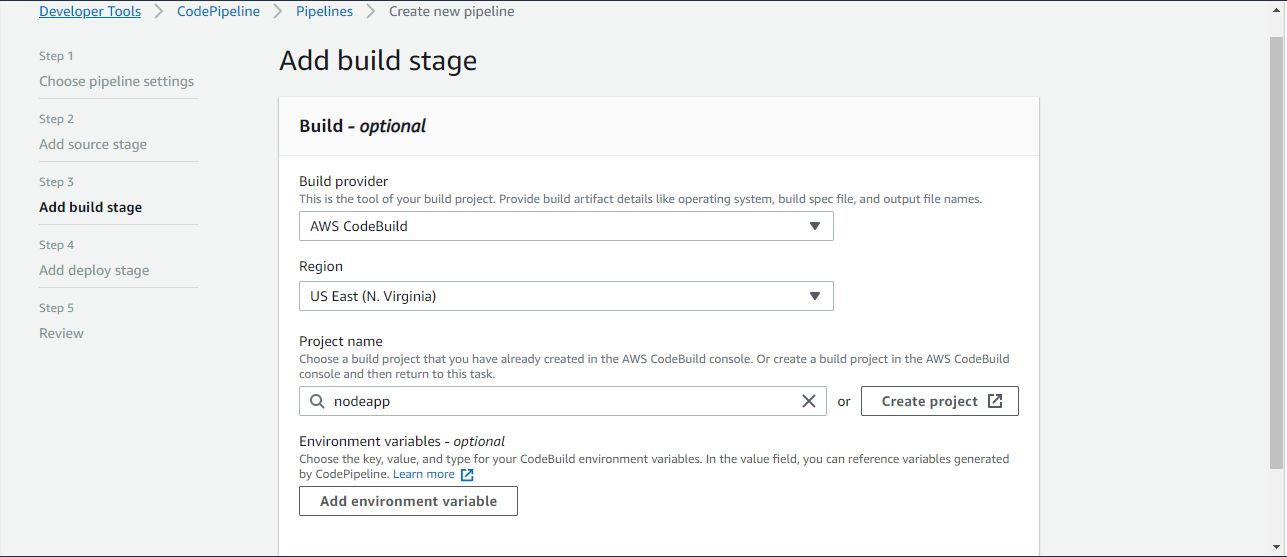 Developer Tools > CodePipeline > Pipelines > Create new pipeline
Step 1
Choose pipeline settings
Step 2
Add source stage
Step 3
Add build stage
Step 4
Add deploy stage
Step 5
Review
Add build stage
Build - optional
Build provider
This is the tool of your build project. Provide build artifact details like operating system, build spec file, and output file names.
AWS CodeBuild
Region
US East (N. Virginia)
Project name
Choose a build project that you have already created in the AWS CodeBuild console. Or create a build project in the AWS CodeBuild
console and then return to this task.
nodeapp or Create project
Environment variables - optional
Choose the key, value, and type for your CodeBuild environment variables. In the value field, you can reference variables generated
by CodePipeline. Learn more
Add environment variable